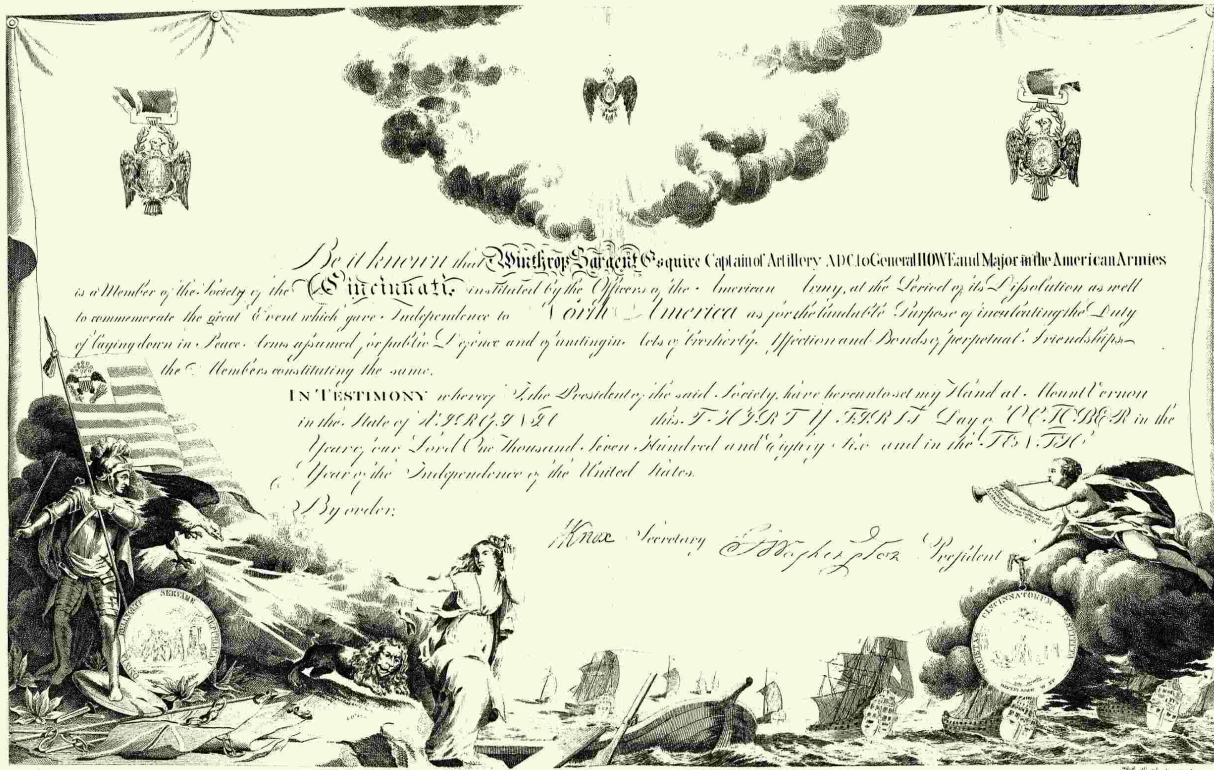 Be it known that Winthrop Sargent Esquire Captain of Artillery ADC. to General HOWE and Major in the American Armies
is a Member of the Society of the Cincinnati; instituted by the Officers of the American Army, at the Period of its Dissolution as well
to commemorate the great Event which gave Independence to North America as for the laudable Purpose of inculcating the Duty
of laying down in Peace Arms assumed for public Defence and of uniting in Acts of brotherly Affection and Bonds of perpetual Friendship
the Members constituting the same.
IN TESTIMONY whereof I the President of the said Society, have hereunto set my Hand at Mount Vernon
in the State of VIRGINIA this THIRTY FIRST Day of OCTOBER in the
Year of our Lord One Thousand Seven Hundred and Eighty Six and in the TENTH
Year of the Independence of the United States.
By order,
HKnox Secretary GWashington President
SERVARE
CINCINNATORUM